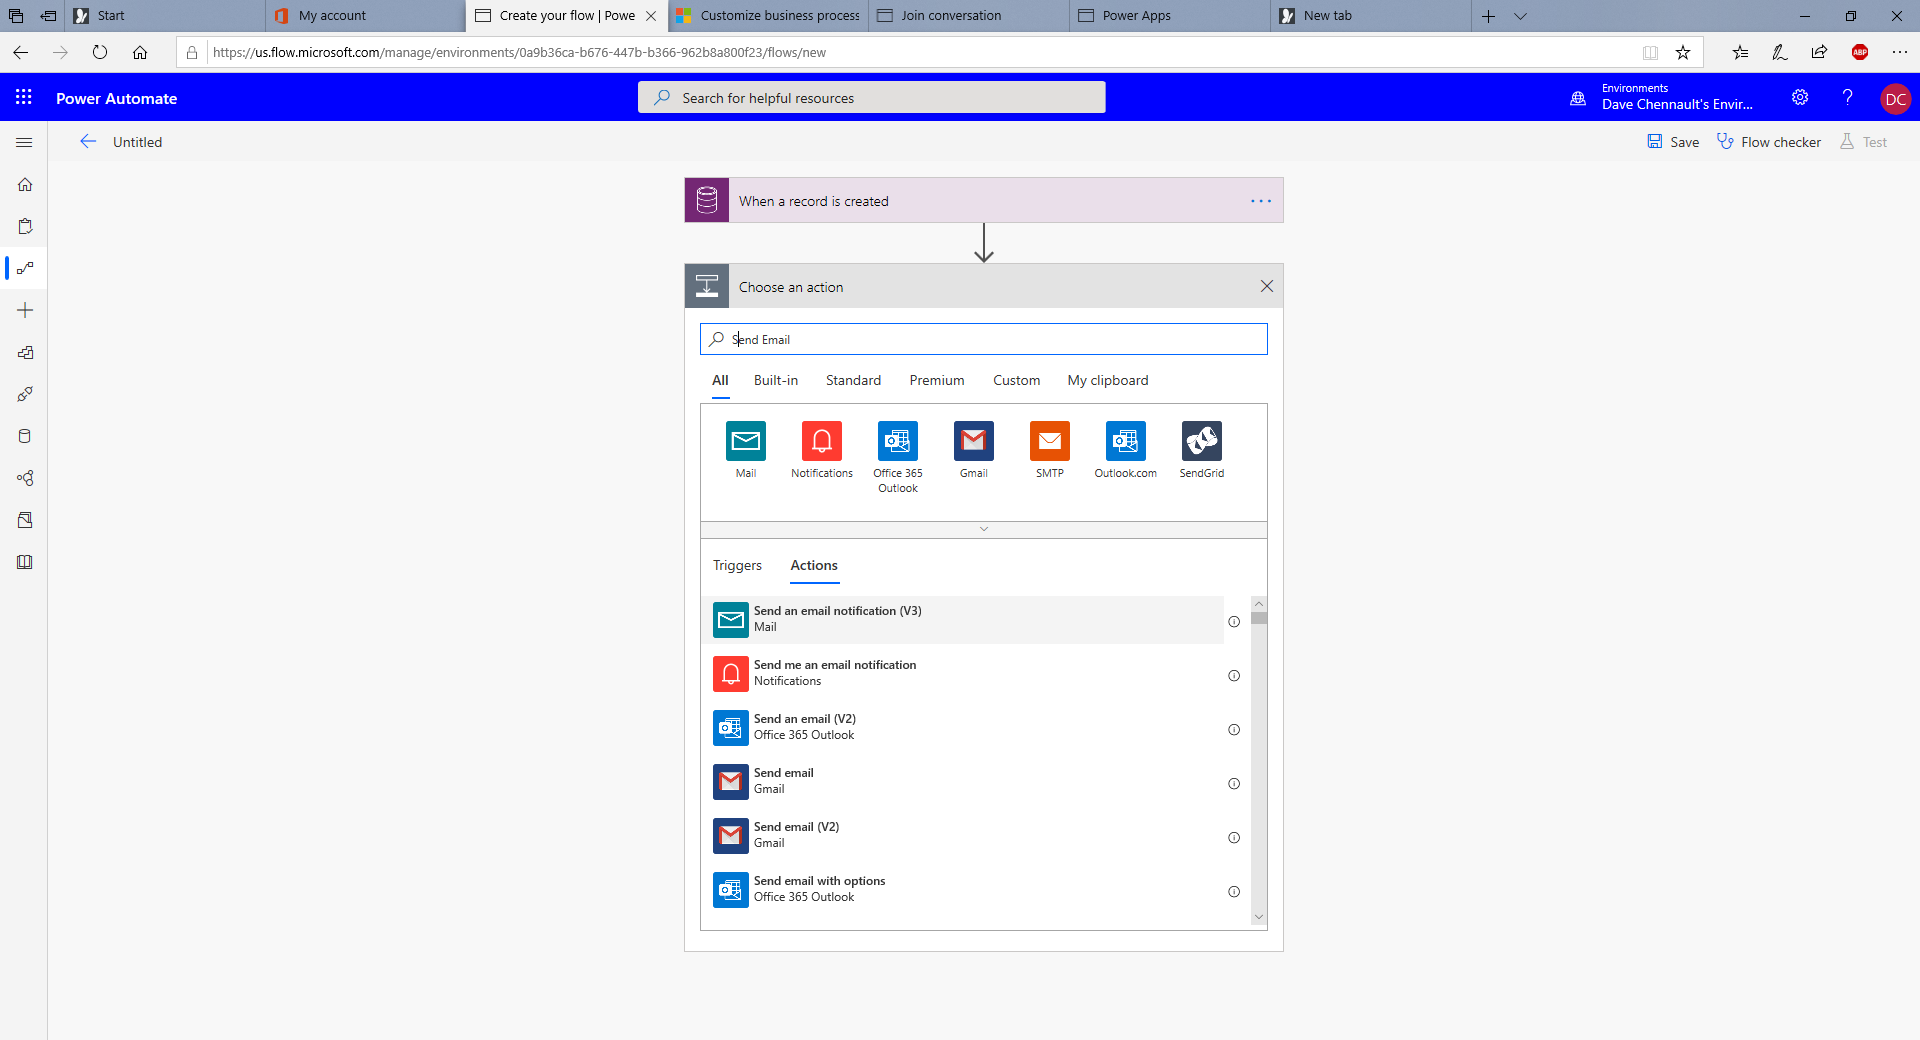 Start
My account
Create your flow | Powe
Customize business process
Join conversation
Power Apps
New tab
https://us.flow.microsoft.com/manage/environments/0a9b36ca-b676-447b-b366-962b8a800f23/flows/new
ABP
Power Automate
Search for helpful resources
Environments
Dave Chennault's Envir...
?
DC
Untitled
Save
Flow checker
Test
When a record is created
Choose an action
Send Email
All
Built-in
Standard
Premium
Custom
My clipboard
Mail
Notifications
Office 365
Outlook
Gmail
SMTP
Outlook.com
SendGrid
Triggers
Actions
Send an email notification (V3)
Mail
Send me an email notification
Notifications
Send an email (V2)
Office 365 Outlook
Send email
Gmail
Send email (V2)
Gmail
Send email with options
Office 365 Outlook